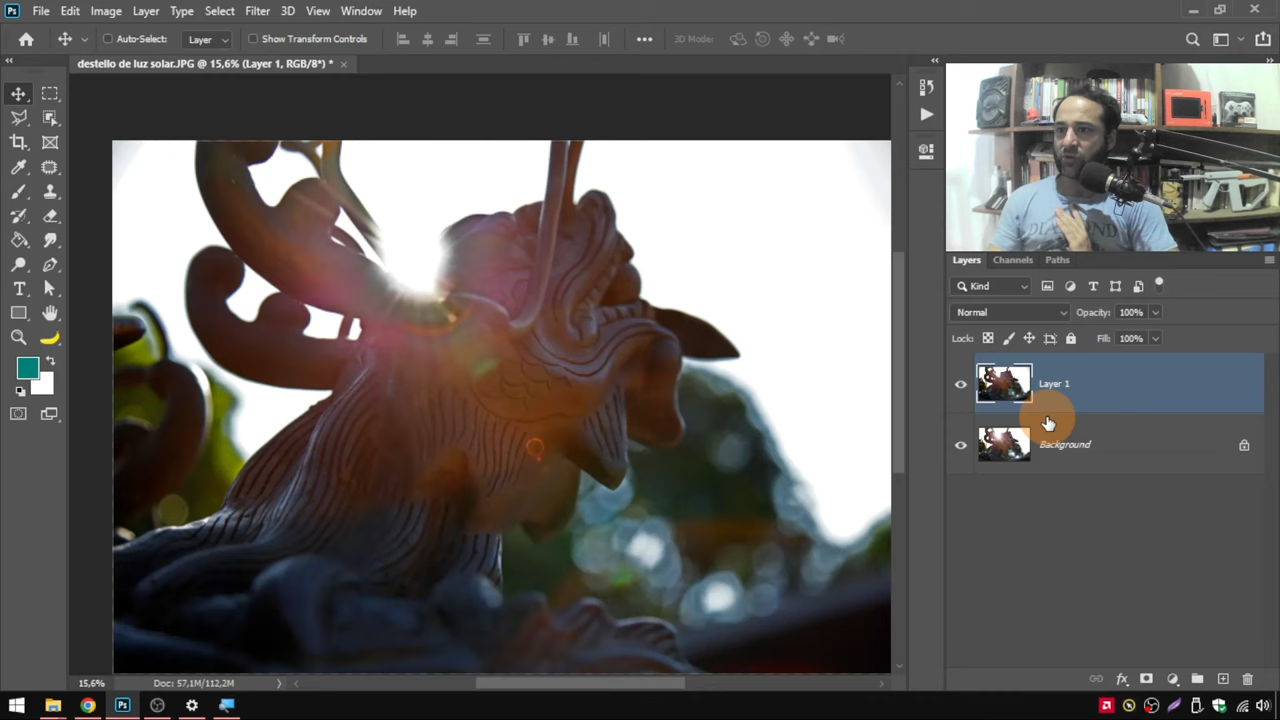 Ps File Edit Image Layer Type Select Filter 3D View Window Help
Auto-Select: Layer Show Transform Controls 3D Mode:
destello de luz solar.JPG @ 15,6% (Layer 1, RGB/8*) *
Layers Channels Paths
Kind
Normal Opacity: 100%
Lock: Fill: 100%
Layer 1
Background
15,6% Doc: 57,1M/112,2M
Ps